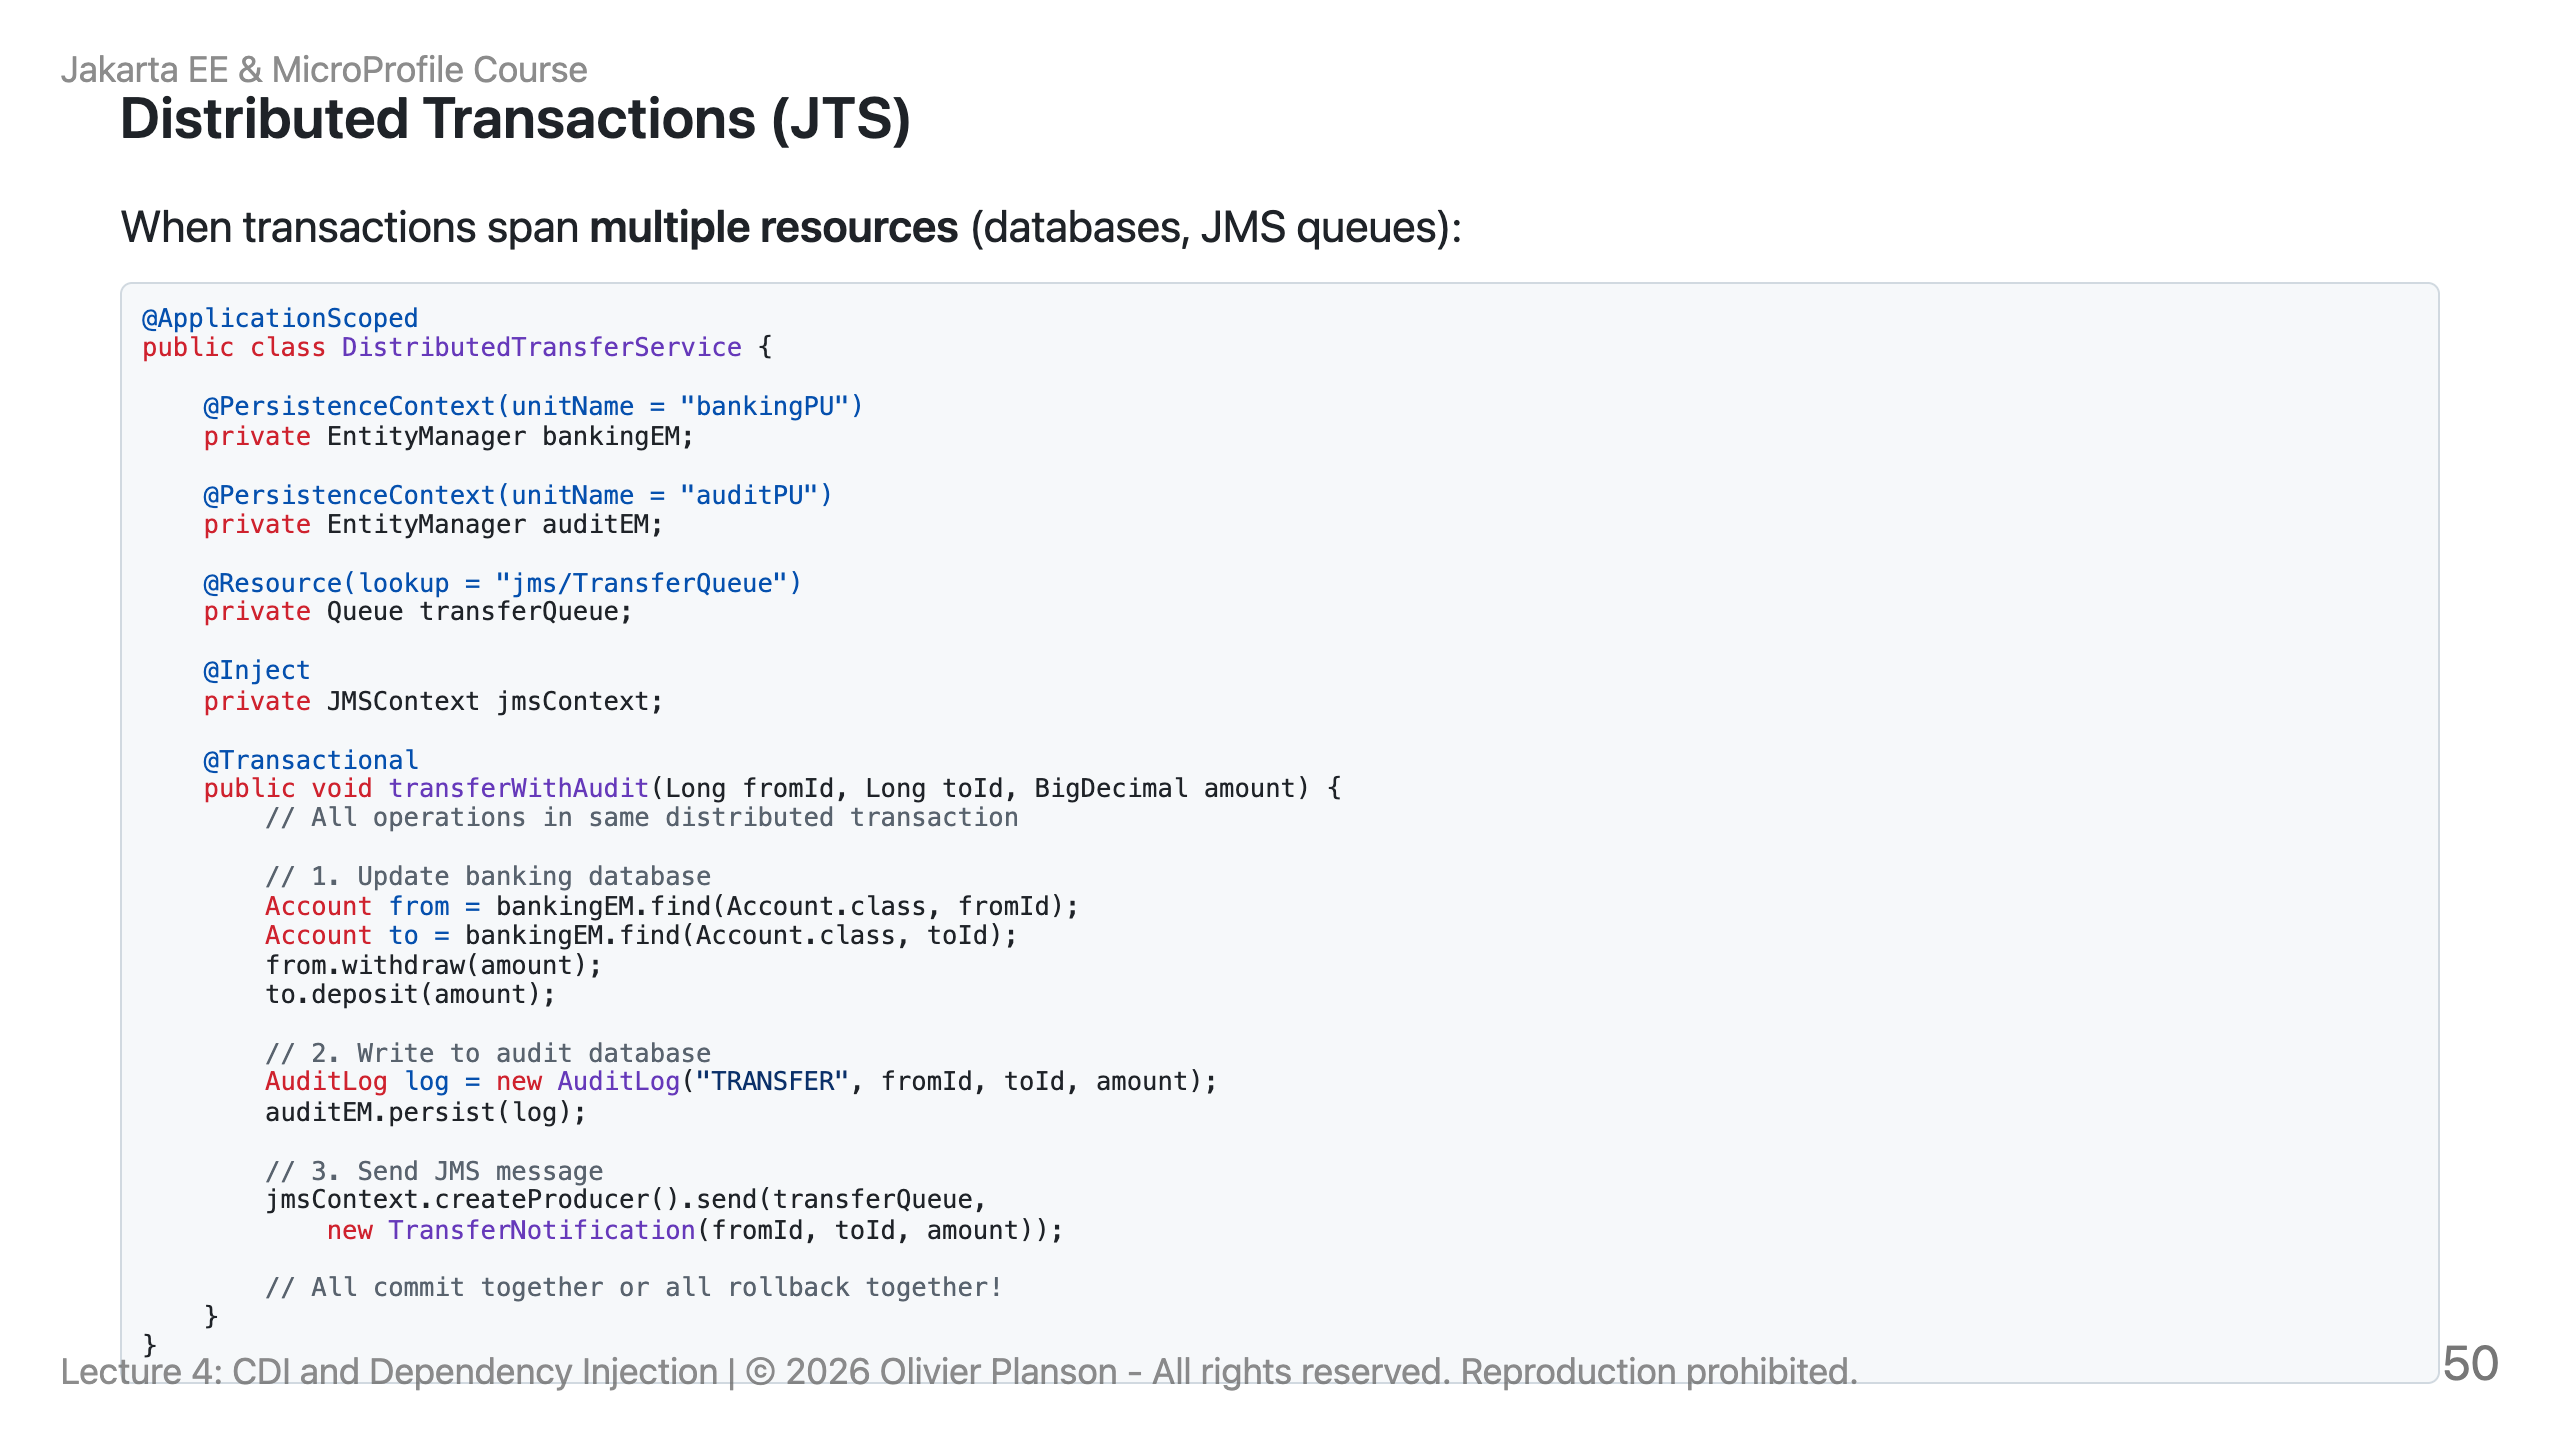 Jakarta EE & MicroProfile Course
Distributed Transactions (JTS)
When transactions span multiple resources (databases, JMS queues):
@ApplicationScoped
public class DistributedTransferService {
    @PersistenceContext(unitName = "bankingPU")
    private EntityManager bankingEM;
    @PersistenceContext(unitName = "auditPU")
    private EntityManager auditEM;
    @Resource(lookup = "jms/TransferQueue")
    private Queue transferQueue;
    @Inject
    private JMSContext jmsContext;
    @Transactional
    public void transferWithAudit(Long fromId, Long toId, BigDecimal amount) {
        // All operations in same distributed transaction
        // 1. Update banking database
        Account from = bankingEM.find(Account.class, fromId);
        Account to = bankingEM.find(Account.class, toId);
        from.withdraw(amount);
        to.deposit(amount);
        // 2. Write to audit database
        AuditLog log = new AuditLog("TRANSFER", fromId, toId, amount);
        auditEM.persist(log);
        // 3. Send JMS message
        jmsContext.createProducer().send(transferQueue,
            new TransferNotification(fromId, toId, amount));
        // All commit together or all rollback together!
    }
}
Lecture 4: CDI and Dependency Injection | © 2026 Olivier Planson - All rights reserved. Reproduction prohibited.
50